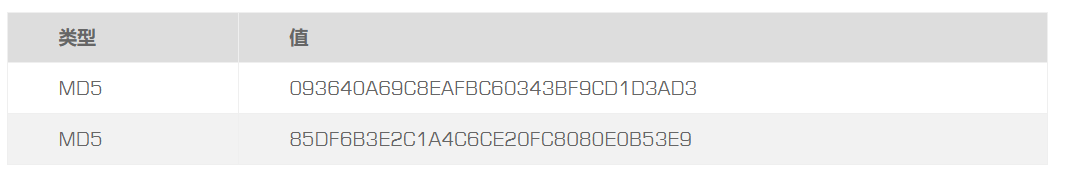 类型 值
MD5 093640A69C8EAFBC60343BF9CD1D3AD3
MD5 85DF6B3E2C1A4C6CE20FC8080E0B53E9